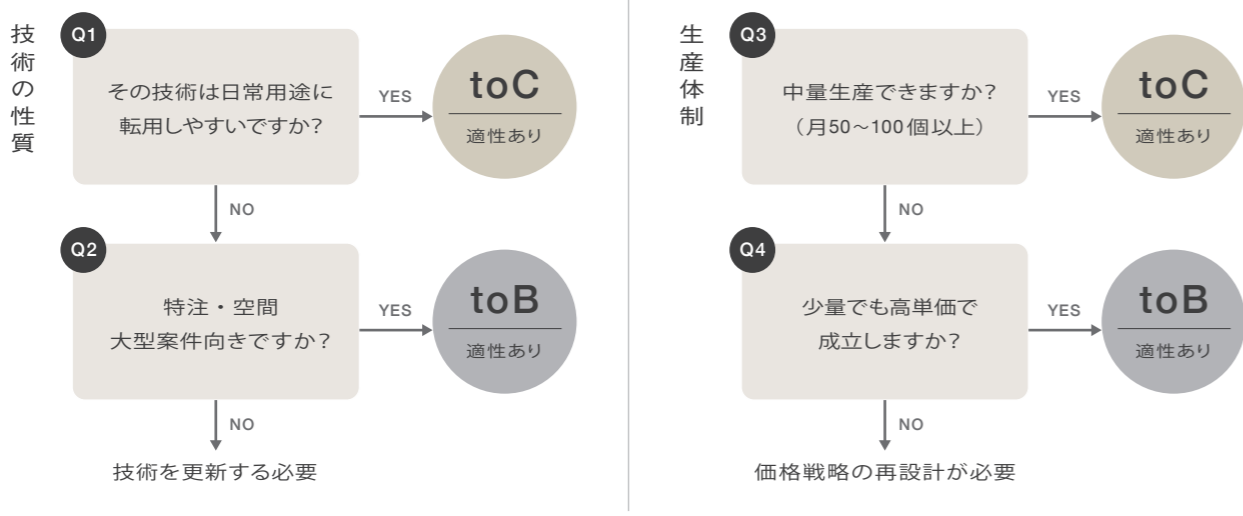 技術の性質
Q1
その技術は日常用途に
転用しやすいですか?
YES
toC
適性あり
NO
Q2
特注・空間
大型案件向きですか?
YES
toB
適性あり
NO
技術を更新する必要
生産体制
Q3
中量生産できますか?
（月50〜100個以上）
YES
toC
適性あり
NO
Q4
少量でも高単価で
成立しますか?
YES
toB
適性あり
NO
価格戦略の再設計が必要